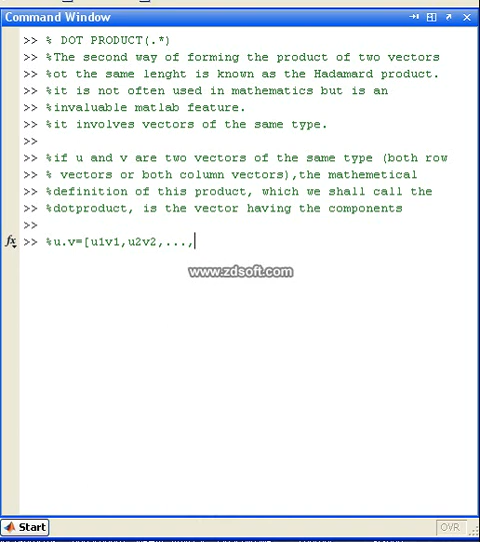 Command Window
>> % DOT PRODUCT(.*)
>> %The second way of forming the product of two vectors
>> %ot the same lenght is known as the Hadamard product.
>> %it is not often used in mathematics but is an
>> %invaluable matlab feature.
>> %it involves vectors of the same type.
>>
>> %if u and v are two vectors of the same type (both row
>> % vectors or both column vectors),the mathemetical
>> %definition of this product, which we shall call the
>> %dotproduct, is the vector having the components
>>
fx >> %u.v=[u1v1,u2v2,...,
www.zdsoft.com
Start
OVR